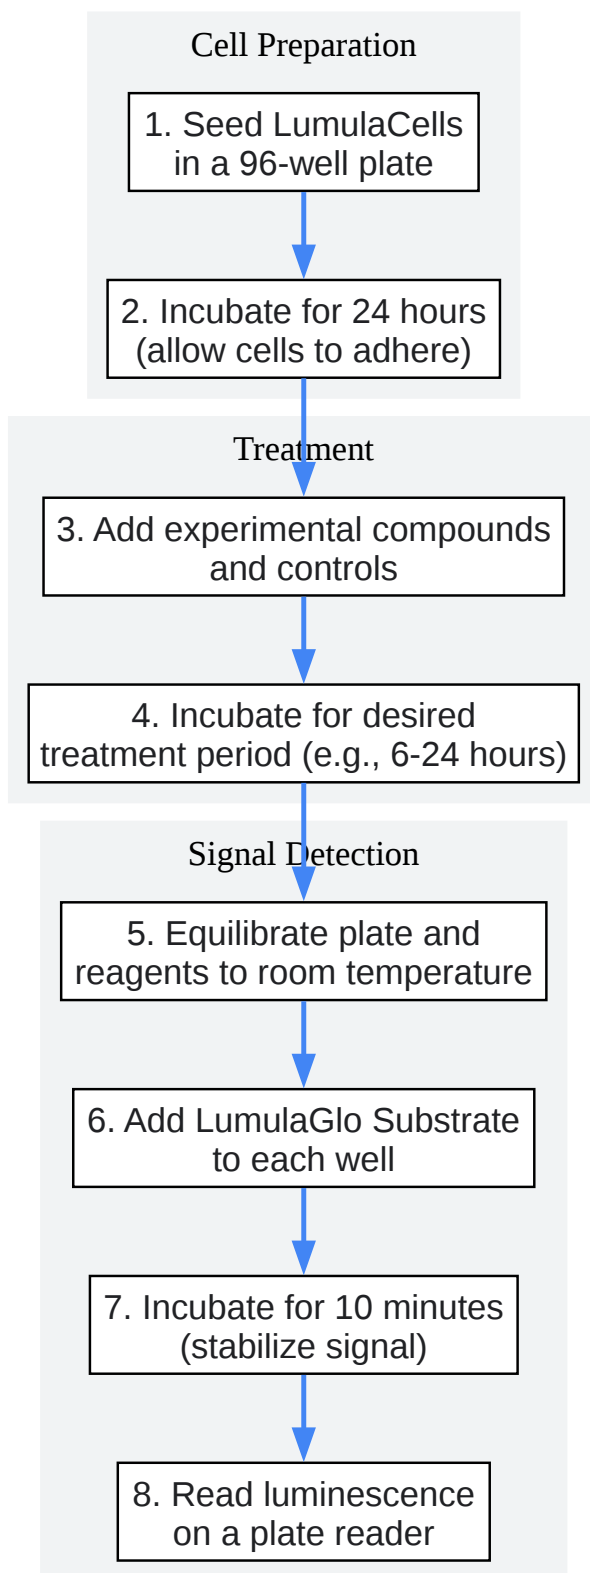 Cell Preparation
1. Seed LumulaCells
in a 96-well plate
2. Incubate for 24 hours
(allow cells to adhere)
Treatment
3. Add experimental compounds
and controls
4. Incubate for desired
treatment period (e.g., 6-24 hours)
Signal Detection
5. Equilibrate plate and
reagents to room temperature
6. Add LumulaGlo Substrate
to each well
7. Incubate for 10 minutes
(stabilize signal)
8. Read luminescence
on a plate reader